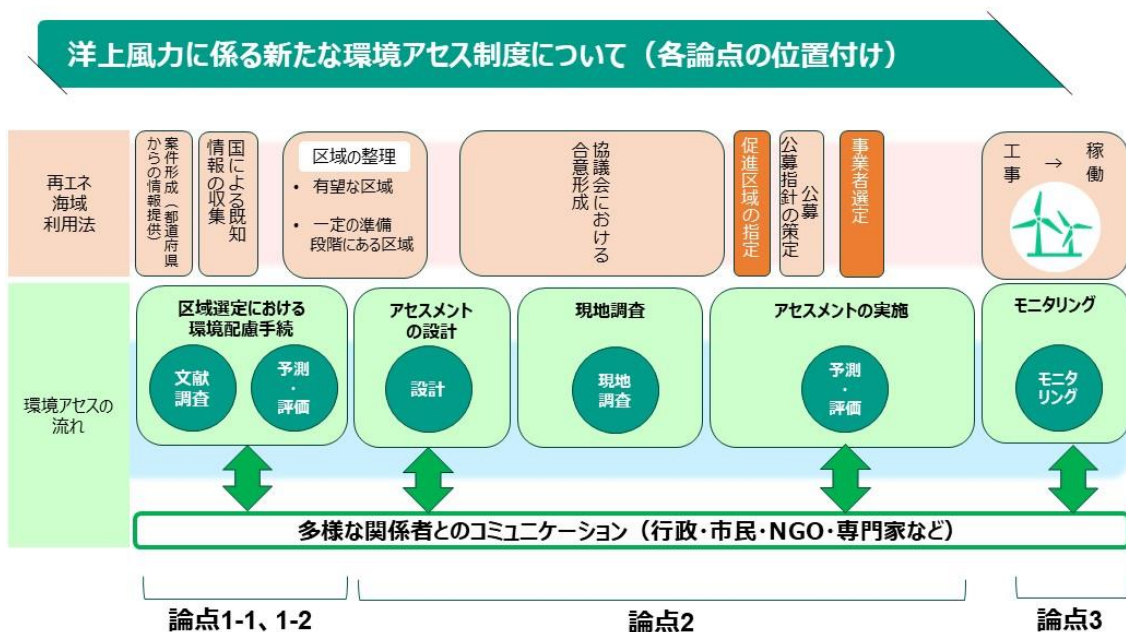 洋上風力に係る新たな環境アセス制度について（各論点の位置付け）
再エネ
海域
利用法
案件形成（都道府県
からの情報提供）
国による既知
情報の収集
区域の整理
• 有望な区域
• 一定の準備
段階にある区域
協議会における
合意形成
促進区域の指定
公募
公募指針の策定
事業者選定
工事 → 稼働
環境アセスの
流れ
区域選定における
環境配慮手続
文献
調査
予測
・
評価
アセスメント
の設計
設計
現地調査
現地
調査
アセスメントの実施
予測
・
評価
モニタリング
モニタ
リング
多様な関係者とのコミュニケーション（行政・市民・NGO・専門家など）
論点1-1、1-2
論点2
論点3